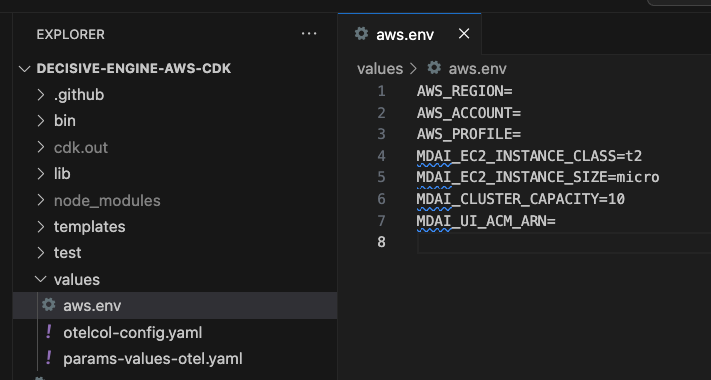 EXPLORER
DECISIVE-ENGINE-AWS-CDK
.github
bin
cdk.out
lib
node_modules
templates
test
values
aws.env
otelcol-config.yaml
params-values-otel.yaml
aws.env
values > aws.env
1 AWS_REGION=
2 AWS_ACCOUNT=
3 AWS_PROFILE=
4 MDAI_EC2_INSTANCE_CLASS=t2
5 MDAI_EC2_INSTANCE_SIZE=micro
6 MDAI_CLUSTER_CAPACITY=10
7 MDAI_UI_ACM_ARN=
8